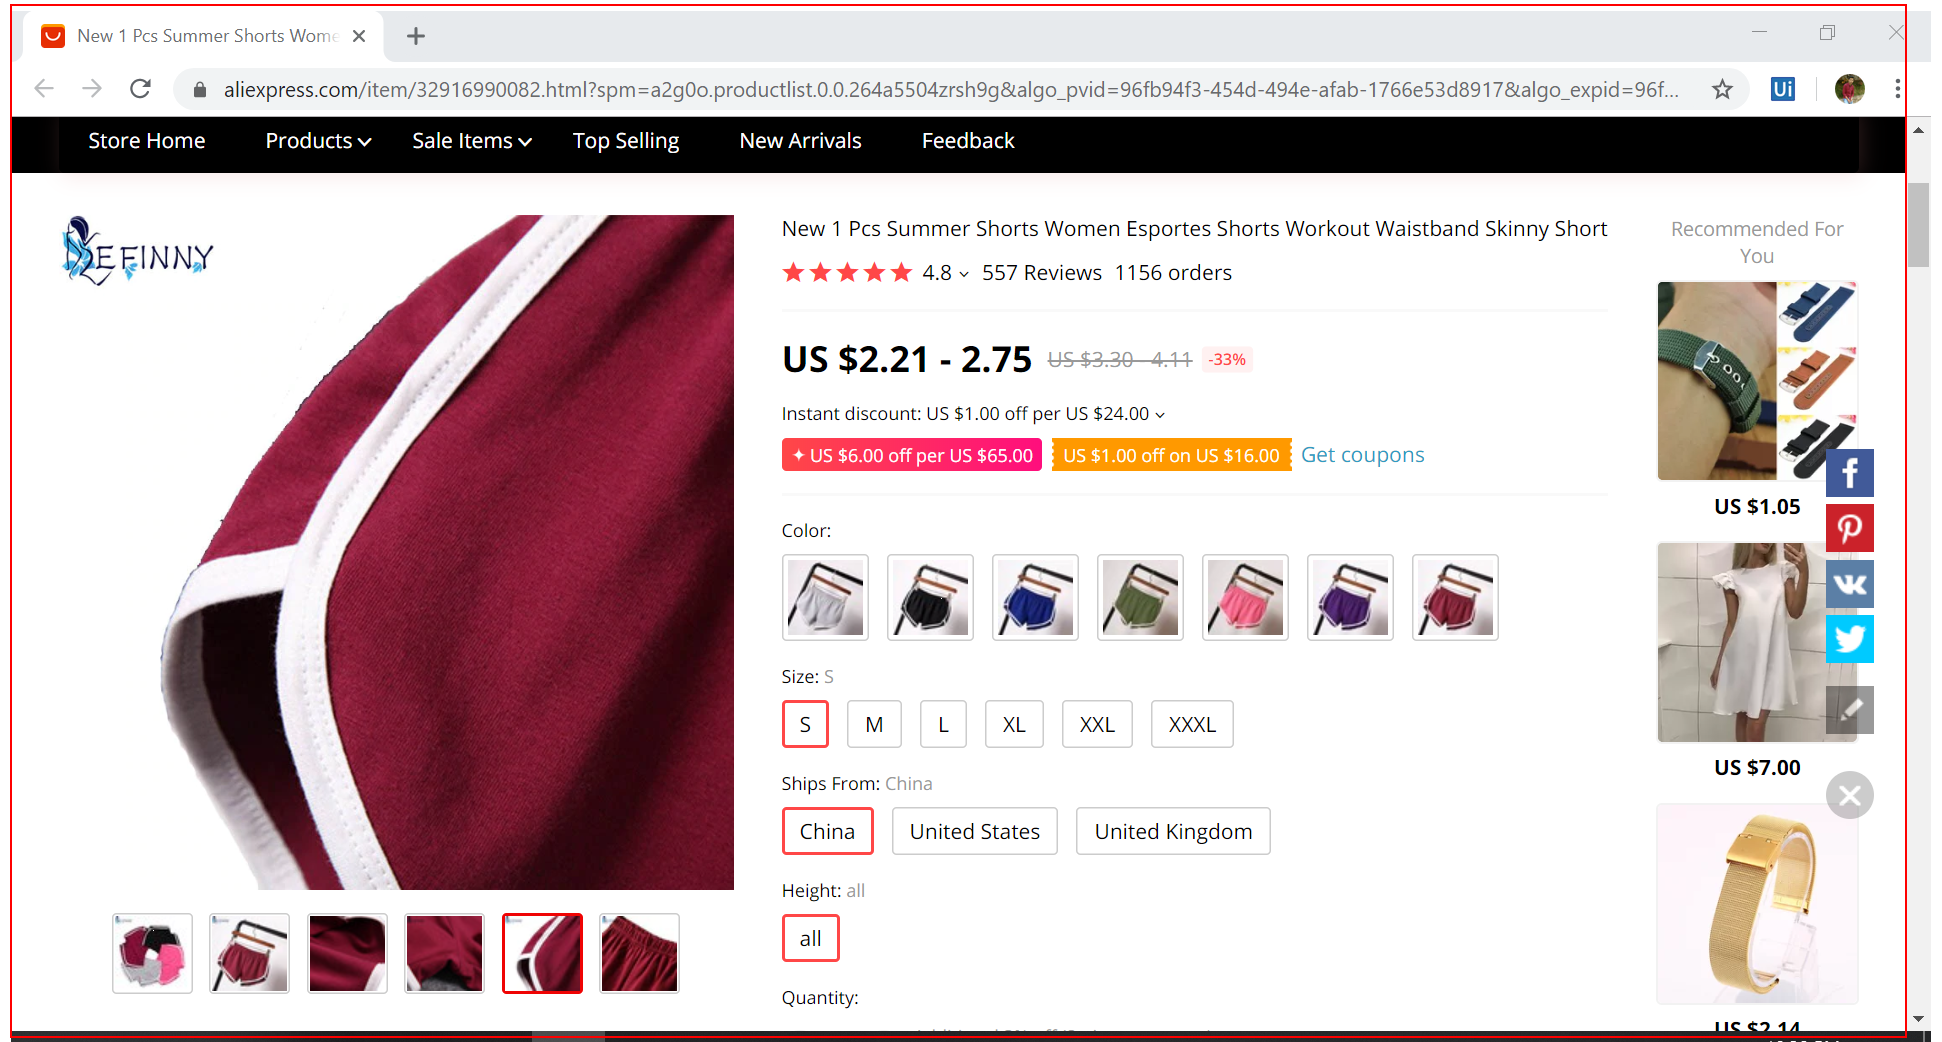 New 1 Pcs Summer Shorts Wome
aliexpress.com/item/32916990082.html?spm=a2g0o.productlist.0.0.264a5504zrsh9g&algo_pvid=96fb94f3-454d-494e-afab-1766e53d8917&algo_expid=96f...
Ui
Store Home Products Sale Items Top Selling New Arrivals Feedback
EFINNY
New 1 Pcs Summer Shorts Women Esportes Shorts Workout Waistband Skinny Short
4.8 557 Reviews 1156 orders
US $2.21 - 2.75 US $3.30 - 4.11 -33%
Instant discount: US $1.00 off per US $24.00
US $6.00 off per US $65.00 US $1.00 off on US $16.00 Get coupons
Color:
Size: S
S M L XL XXL XXXL
Ships From: China
China United States United Kingdom
Height: all
all
Quantity:
Recommended For
You
US $1.05
US $7.00
US $2.14